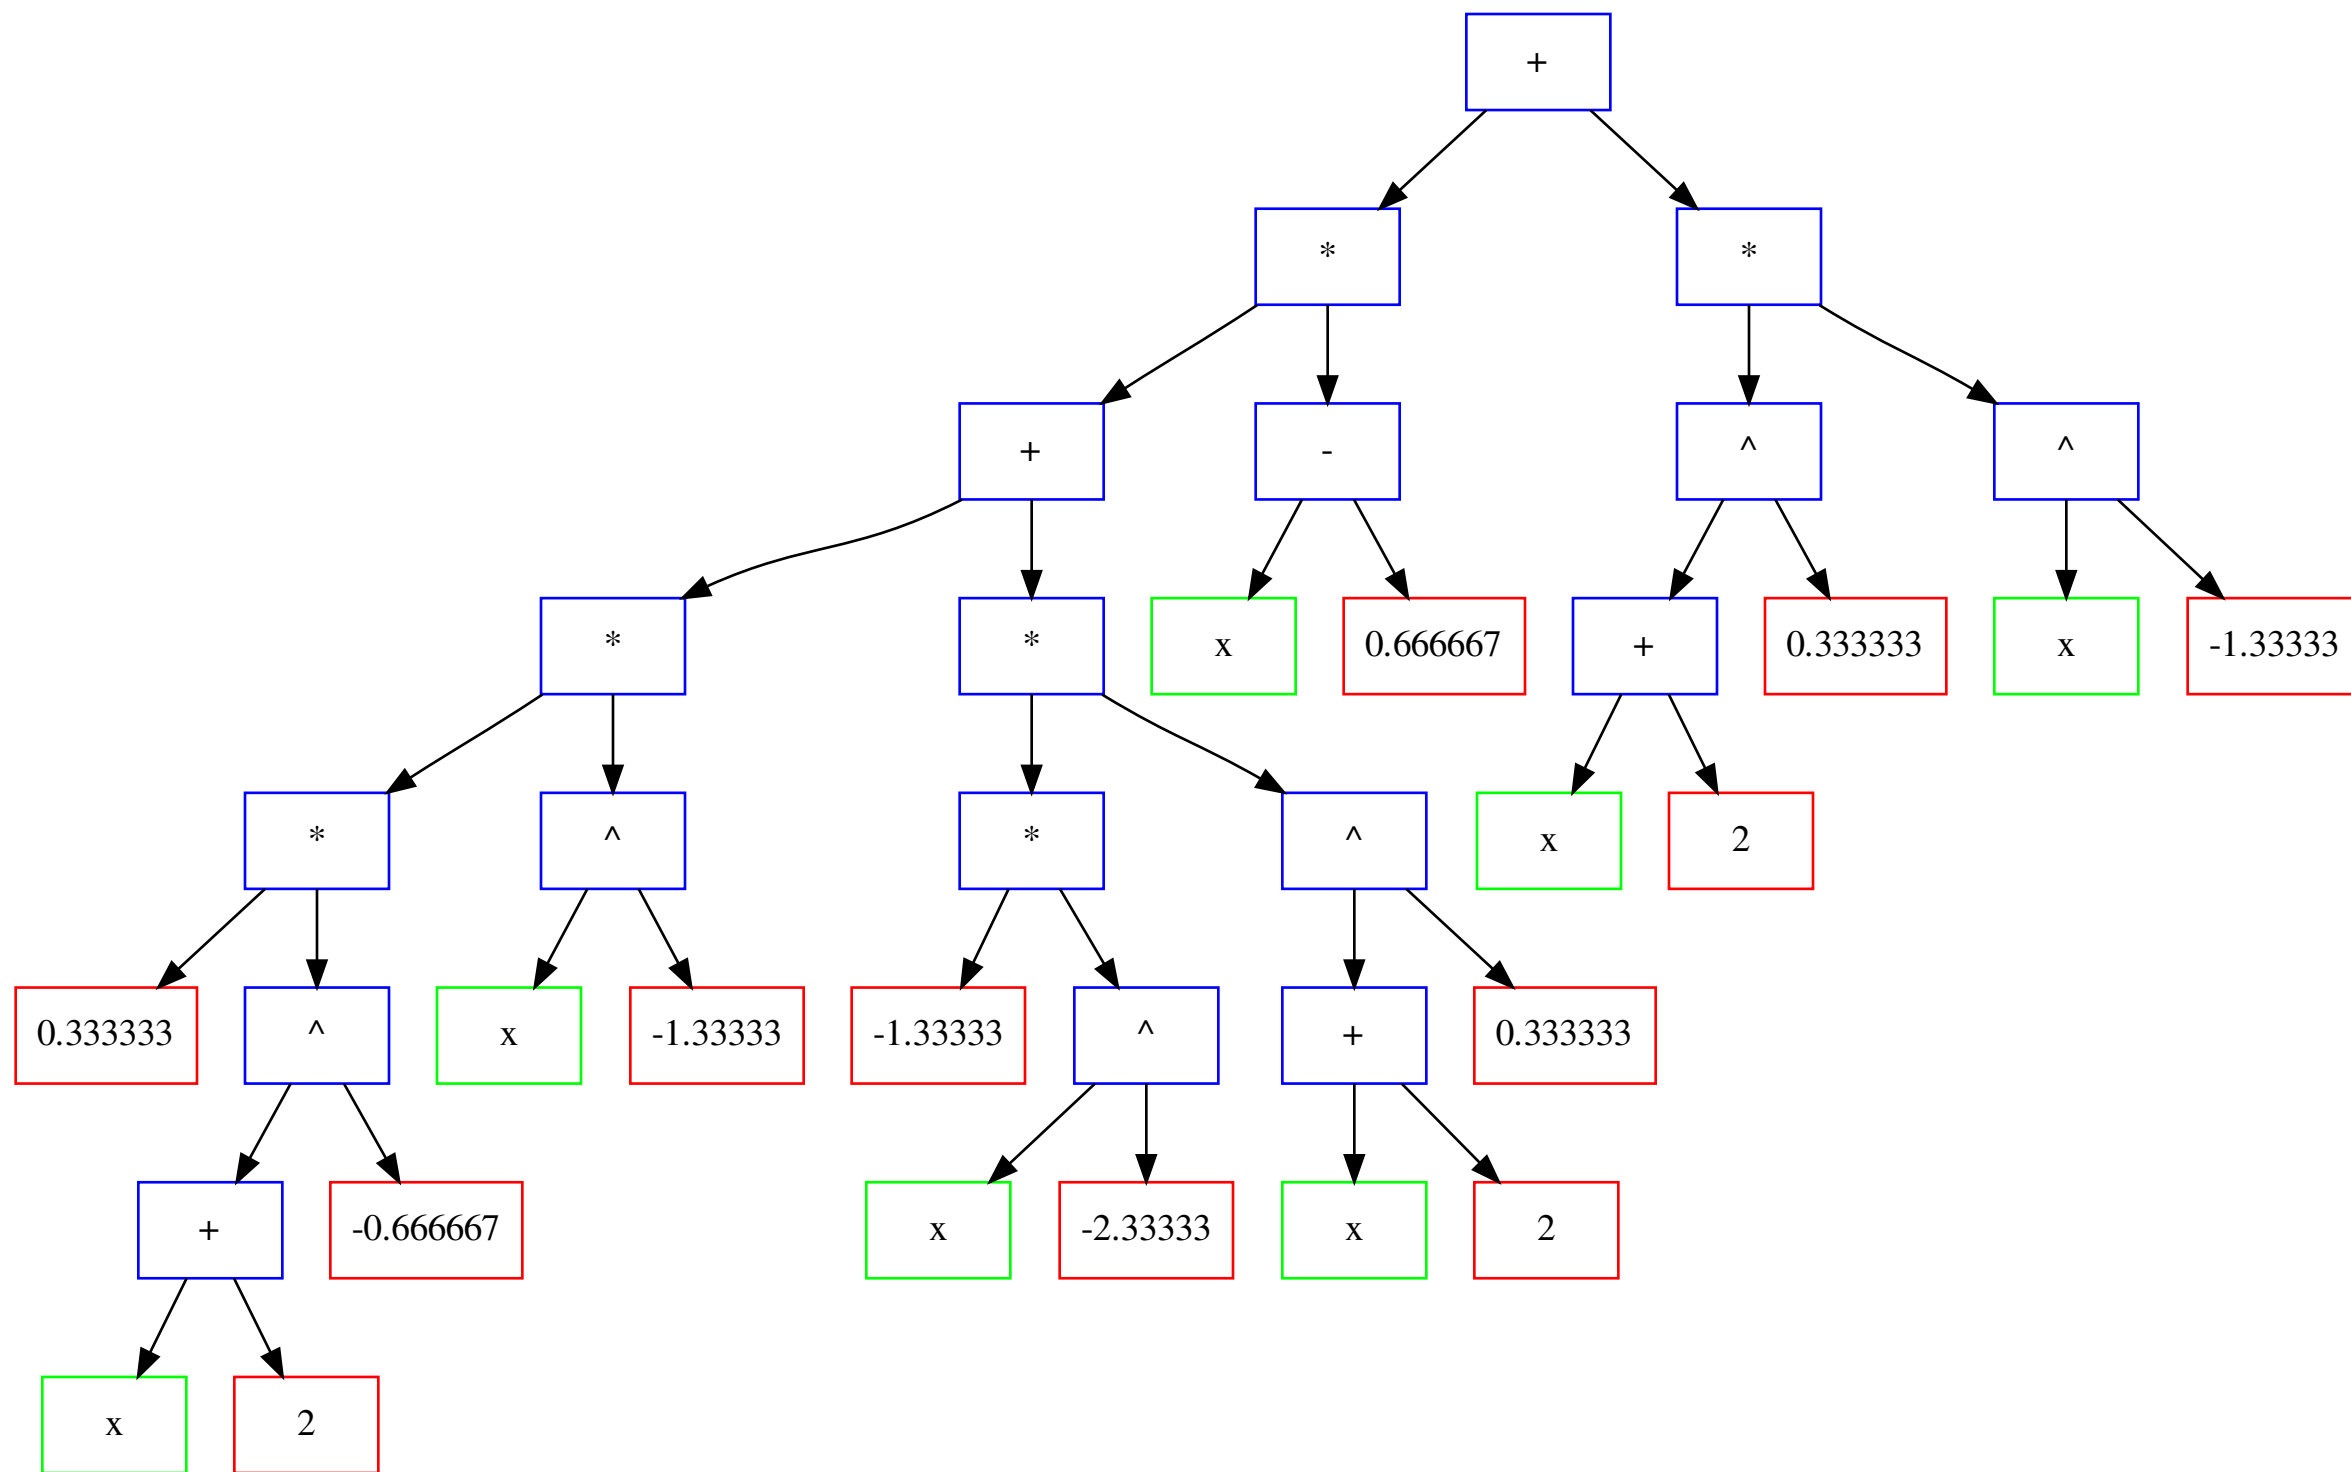 +
* *
+ - ^ ^
* * x 0.666667 + 0.333333 x -1.33333
* ^ * ^ x 2
0.333333 ^ x -1.33333 -1.33333 ^ + 0.333333
+ -0.666667 x -2.33333 x 2
x 2